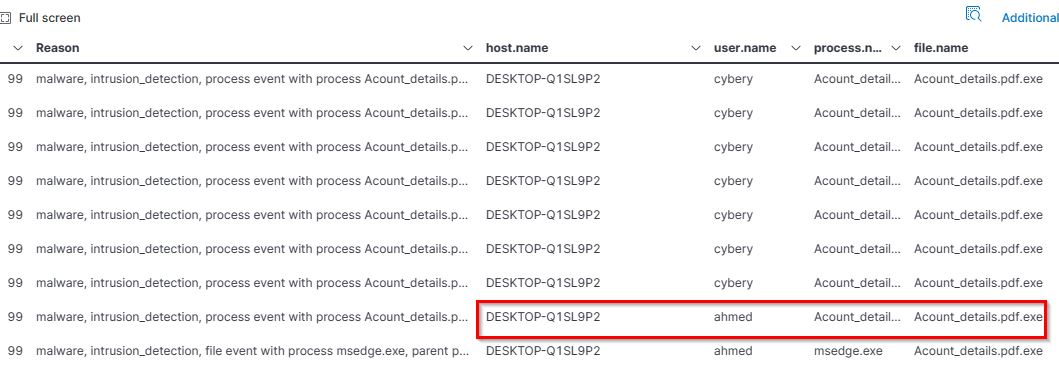 Full screen Additional
Reason host.name user.name process.n... file.name
99 malware, intrusion_detection, process event with process Acount_details.p... DESKTOP-Q1SL9P2 cybery Acount_detail... Acount_details.pdf.exe
99 malware, intrusion_detection, process event with process Acount_details.p... DESKTOP-Q1SL9P2 cybery Acount_detail... Acount_details.pdf.exe
99 malware, intrusion_detection, process event with process Acount_details.p... DESKTOP-Q1SL9P2 cybery Acount_detail... Acount_details.pdf.exe
99 malware, intrusion_detection, process event with process Acount_details.p... DESKTOP-Q1SL9P2 cybery Acount_detail... Acount_details.pdf.exe
99 malware, intrusion_detection, process event with process Acount_details.p... DESKTOP-Q1SL9P2 cybery Acount_detail... Acount_details.pdf.exe
99 malware, intrusion_detection, process event with process Acount_details.p... DESKTOP-Q1SL9P2 cybery Acount_detail... Acount_details.pdf.exe
99 malware, intrusion_detection, process event with process Acount_details.p... DESKTOP-Q1SL9P2 cybery Acount_detail... Acount_details.pdf.exe
99 malware, intrusion_detection, process event with process Acount_details.p... DESKTOP-Q1SL9P2 ahmed Acount_detail... Acount_details.pdf.exe
99 malware, intrusion_detection, file event with process msedge.exe, parent p... DESKTOP-Q1SL9P2 ahmed msedge.exe Acount_details.pdf.exe